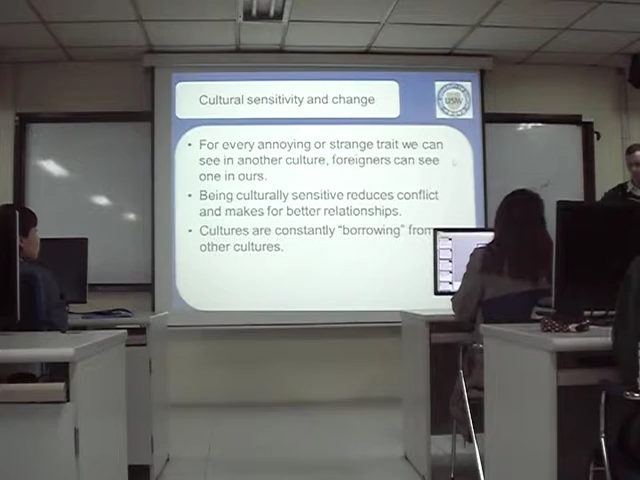 Cultural sensitivity and change
USW
• For every annoying or strange trait we can
see in another culture, foreigners can see
one in ours.
• Being culturally sensitive reduces conflict
and makes for better relationships.
• Cultures are constantly “borrowing” from
other cultures.